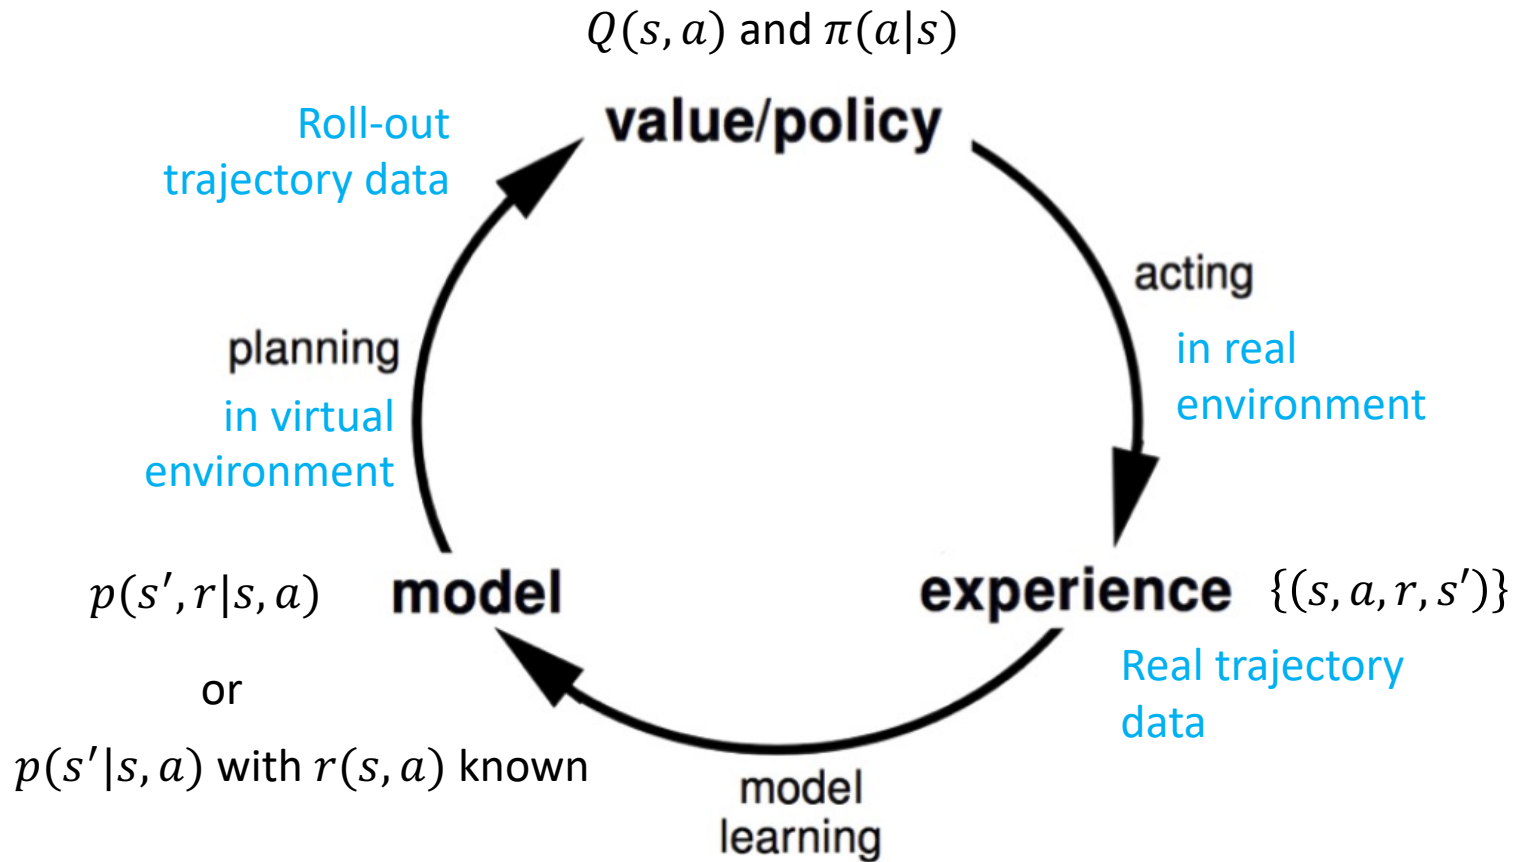 Q(s, a) and π(a|s)
value/policy
Roll-out
trajectory data
acting
in real
environment
planning
in virtual
environment
p(s′, r|s, a)
model
experience
{(s, a, r, s′)}
or
Real trajectory
data
p(s′|s, a) with r(s, a) known
model
learning